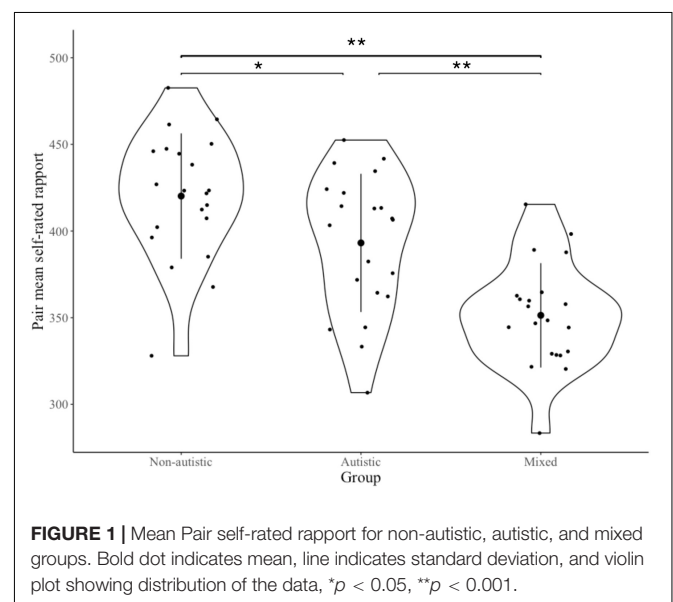 **
500
*
**
450
400
350
300
Pair mean self-rated rapport
Non-autistic
Autistic
Mixed
Group
FIGURE 1 | Mean Pair self-rated rapport for non-autistic, autistic, and mixed
groups. Bold dot indicates mean, line indicates standard deviation, and violin
plot showing distribution of the data, *p < 0.05, **p < 0.001.